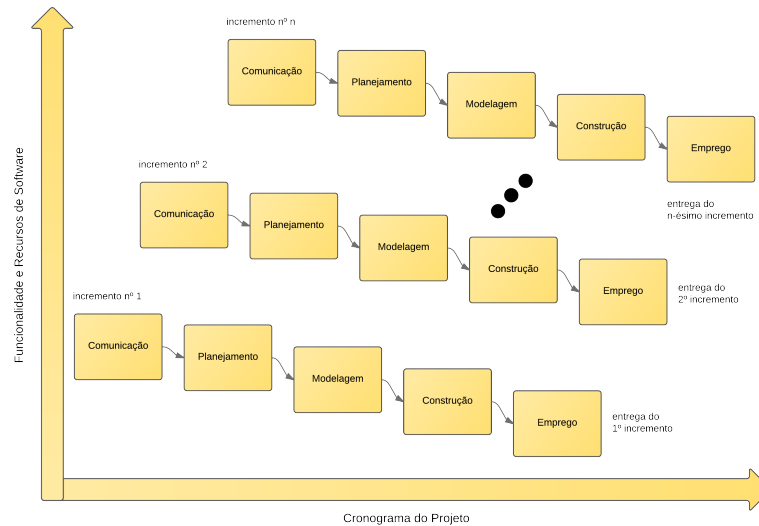 incremento nº n
Comunicação
Planejamento
Modelagem
Construção
Emprego
entrega do
n-ésimo incremento
incremento nº 2
Comunicação
Planejamento
Modelagem
Construção
Emprego
entrega do
2º incremento
incremento nº 1
Comunicação
Planejamento
Modelagem
Construção
Emprego
entrega do
1º incremento
Funcionalidade e Recursos de Software
Cronograma do Projeto